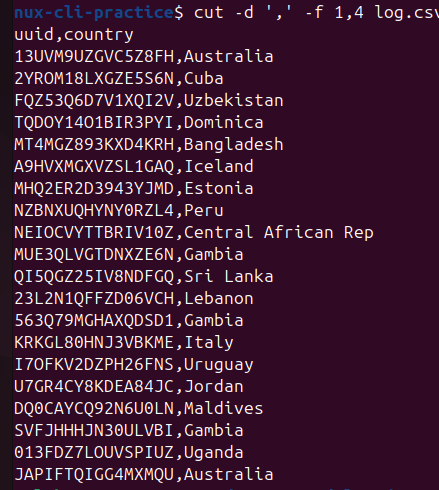 nux-cli-practice$ cut -d ',' -f 1,4 log.csv
uuid,country
13UVM9UZGVC5Z8FH,Australia
2YROM18LXGZE5S6N,Cuba
FQZ53Q6D7V1XQI2V,Uzbekistan
TQDOY14O1BIR3PYI,Dominica
MT4MGZ893KXD4KRH,Bangladesh
A9HVXMGXVZSL1GAQ,Iceland
MHQ2ER2D3943YJMD,Estonia
NZBNXUQHYNY0RZL4,Peru
NEIOCVYTTBRIV10Z,Central African Rep
MUE3QLVGTDNXZE6N,Gambia
QI5QGZ25IV8NDFGQ,Sri Lanka
23L2N1QFFZD06VCH,Lebanon
563Q79MGHAXQDSD1,Gambia
KRKGL80HNJ3VBKME,Italy
I7OFKV2DZPH26FNS,Uruguay
U7GR4CY8KDEA84JC,Jordan
DQ0CAYCQ92N6U0LN,Maldives
SVFJHHHJN30ULVBI,Gambia
013FDZ7LOUVSPIUZ,Uganda
JAPIFTQIGG4MXMQU,Australia